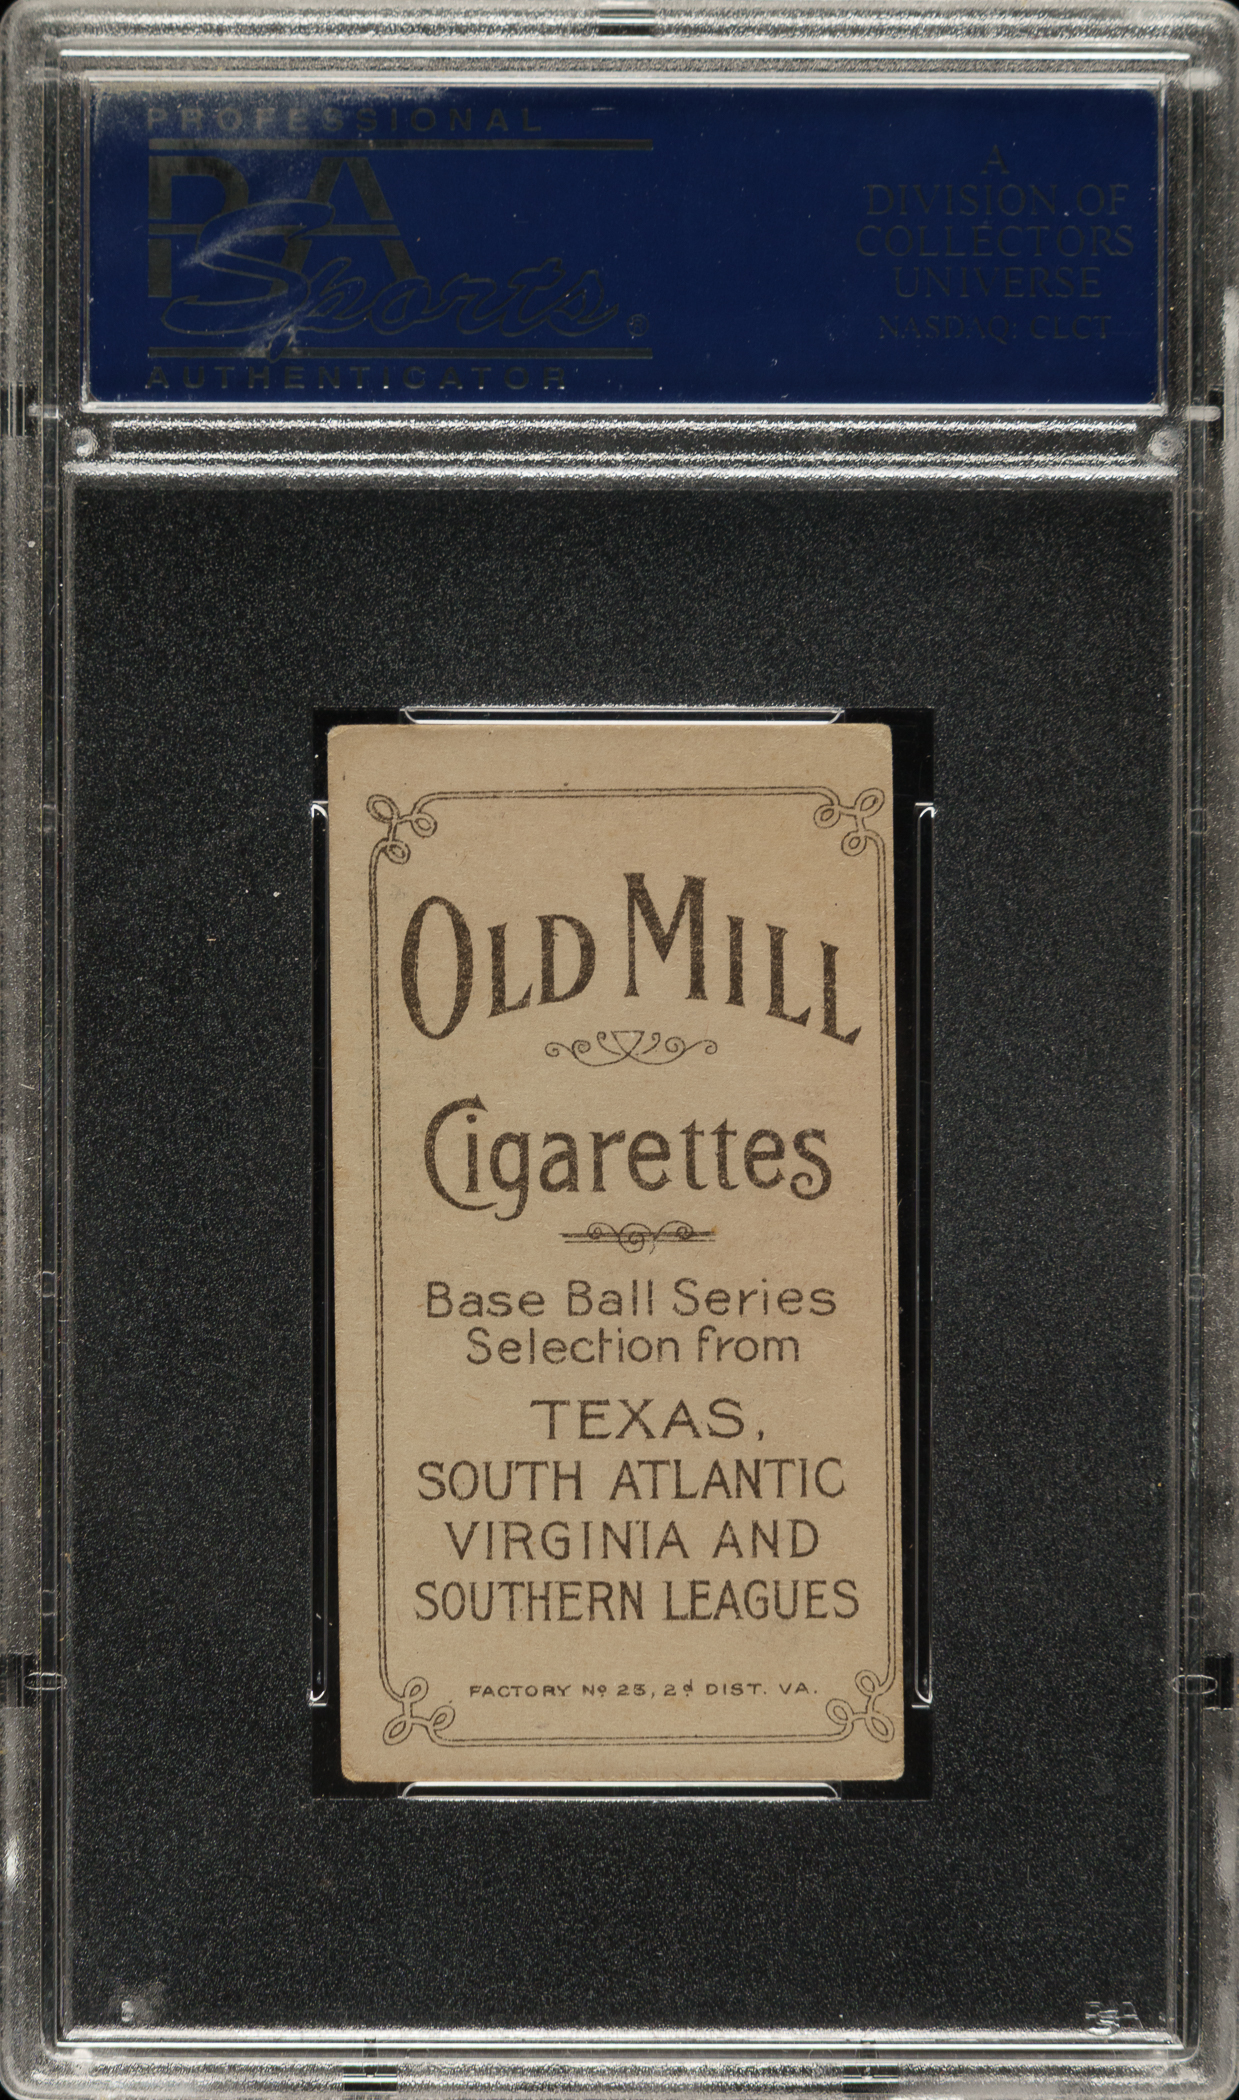 PROFESSIONAL
PSA
Sports®
AUTHENTICATOR
A
DIVISION OF
COLLECTORS
UNIVERSE
NASDAQ: CLCT
OLD MILL
Cigarettes
Base Ball Series
Selection from
TEXAS,
SOUTH ATLANTIC
VIRGINIA AND
SOUTHERN LEAGUES
FACTORY Nº 25, 2d DIST. VA.
PSA